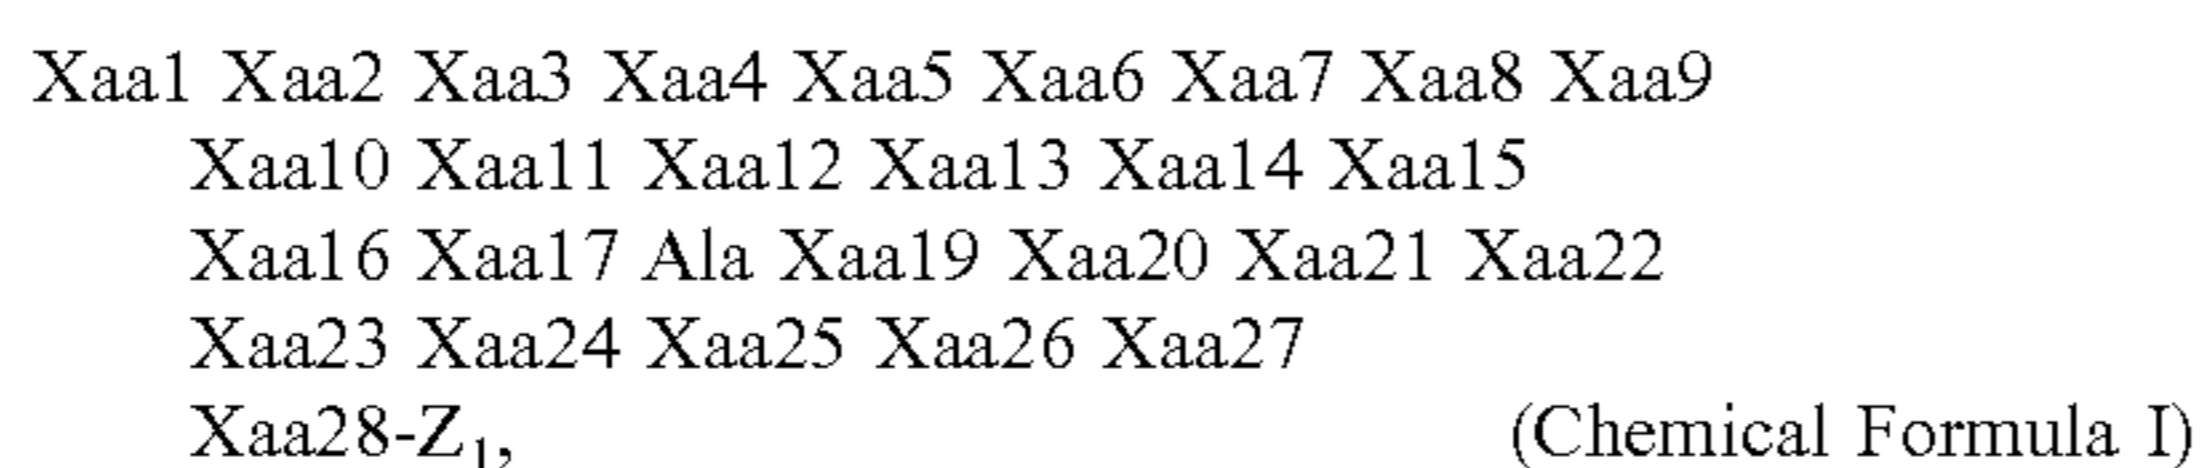 Xaa1 Xaa2 Xaa3 Xaa4 Xaa5 Xaa6 Xaa7 Xaa8 Xaa9
Xaa10 Xaa11 Xaa12 Xaa13 Xaa14 Xaa15
Xaa16 Xaa17 Ala Xaa19 Xaa20 Xaa21 Xaa22
Xaa23 Xaa24 Xaa25 Xaa26 Xaa27
Xaa28-Z₁, (Chemical Formula I)